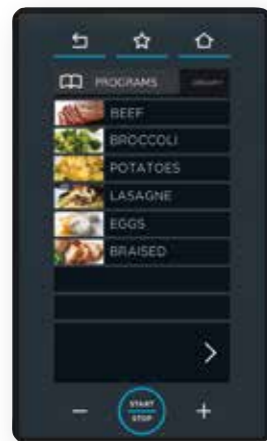 PROGRAMS
BEEF
BROCCOLI
POTATOES
LASAGNE
EGGS
BRAISED
START
STOP